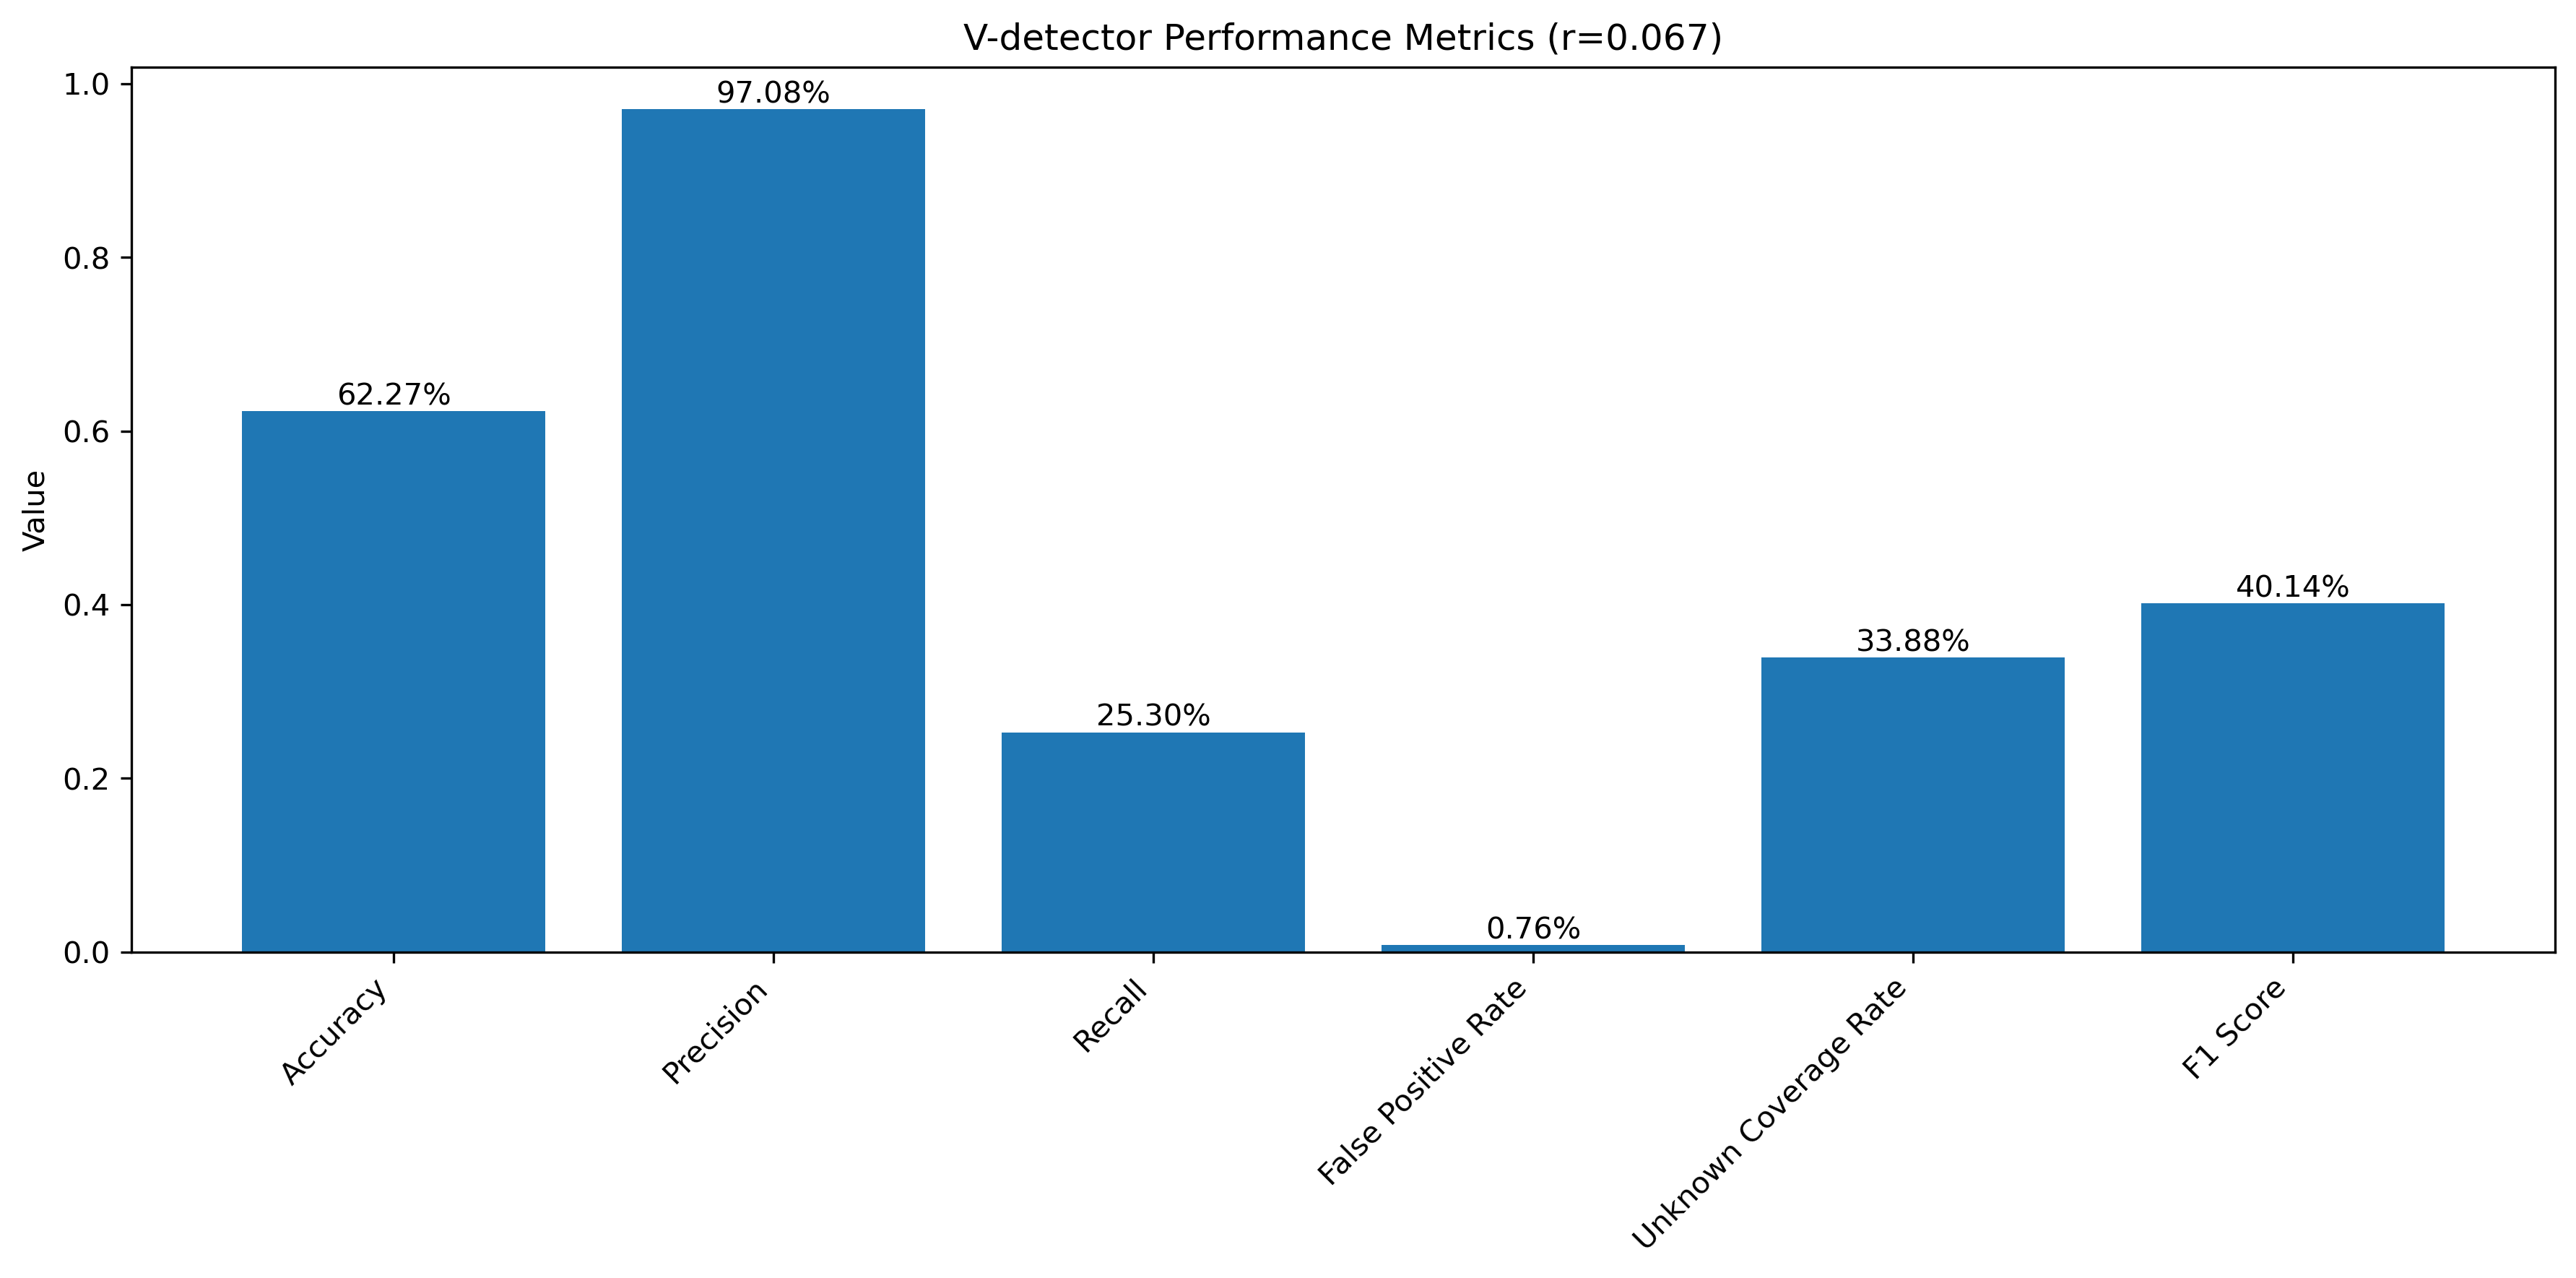 V-detector Performance Metrics (r=0.067)
Value
1.0
0.8
0.6
0.4
0.2
0.0
62.27%
97.08%
25.30%
0.76%
33.88%
40.14%
Accuracy
Precision
Recall
False Positive Rate
Unknown Coverage Rate
F1 Score